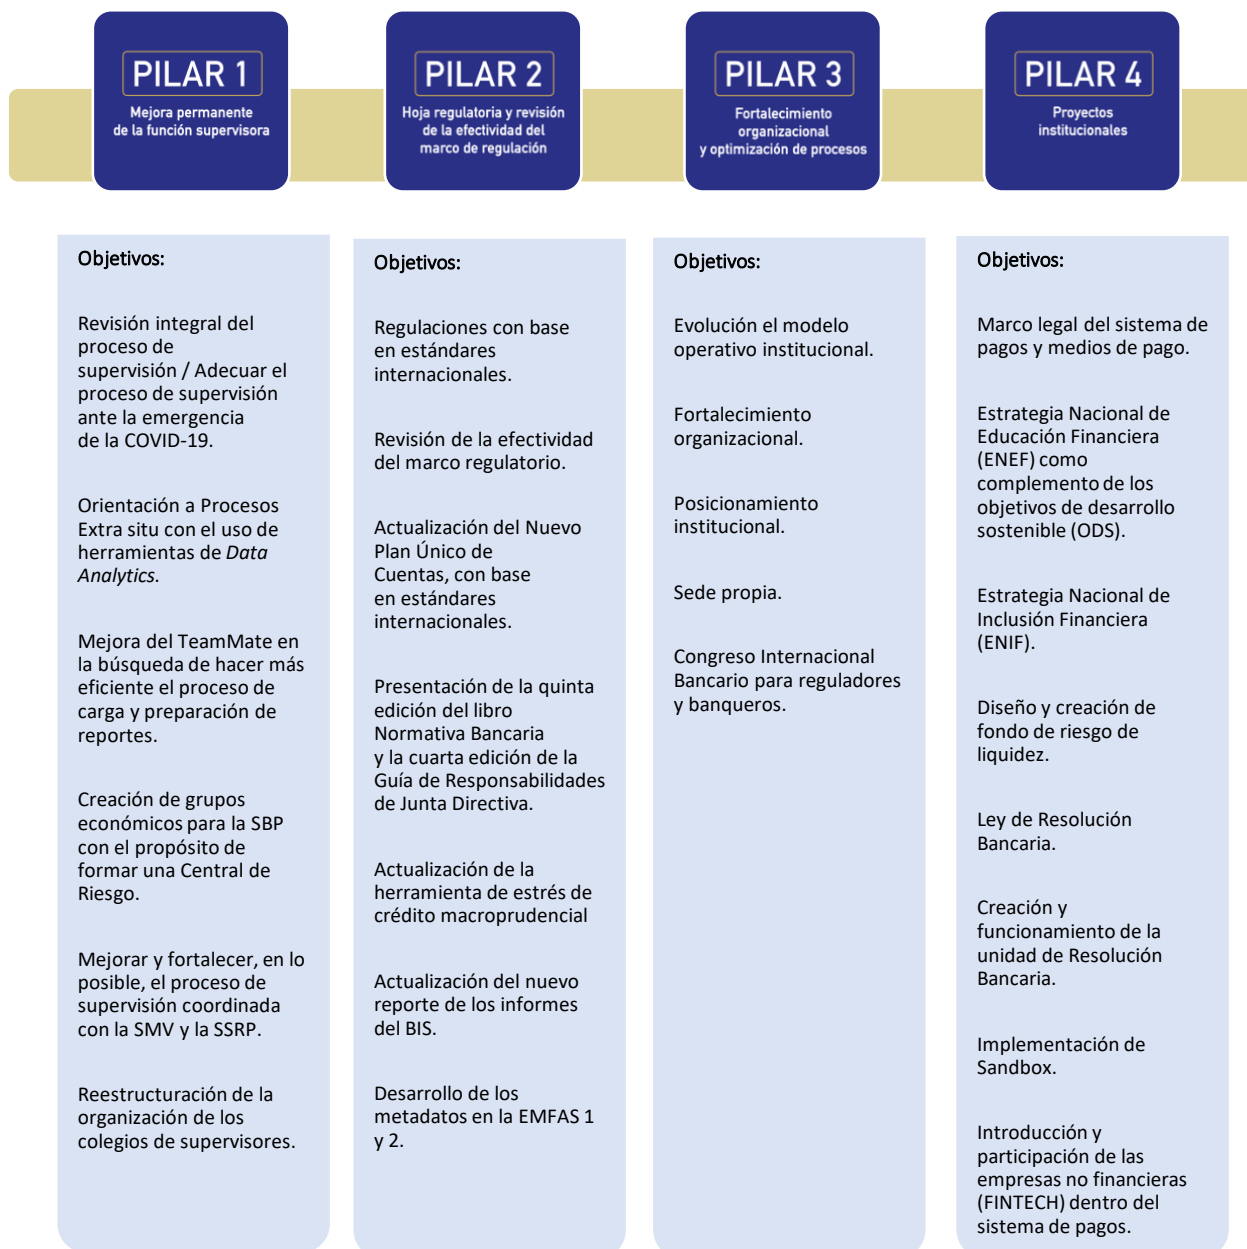 PILAR 1
Mejora permanente
de la función supervisora
PILAR 2
Hoja regulatoria y revisión
de la efectividad del
marco de regulación
PILAR 3
Fortalecimiento
organizacional
y optimización de procesos
PILAR 4
Proyectos
institucionales
Objetivos:
Revisión integral del
proceso de
supervisión / Adecuar el
proceso de supervisión
ante la emergencia
de la COVID-19.
Orientación a Procesos
Extra situ con el uso de
herramientas de Data
Analytics.
Mejora del TeamMate en
la búsqueda de hacer más
eficiente el proceso de
carga y preparación de
reportes.
Creación de grupos
económicos para la SBP
con el propósito de
formar una Central de
Riesgo.
Mejorar y fortalecer, en lo
posible, el proceso de
supervisión coordinada
con la SMV y la SSRP.
Reestructuración de la
organización de los
colegios de supervisores.
Objetivos:
Regulaciones con base
en estándares
internacionales.
Revisión de la efectividad
del marco regulatorio.
Actualización del Nuevo
Plan Único de
Cuentas, con base
en estándares
internacionales.
Presentación de la quinta
edición del libro
Normativa Bancaria
y la cuarta edición de la
Guía de Responsabilidades
de Junta Directiva.
Actualización de la
herramienta de estrés de
crédito macroprudencial
Actualización del nuevo
reporte de los informes
del BIS.
Desarrollo de los
metadatos en la EMFAS 1
y 2.
Objetivos:
Evolución el modelo
operativo institucional.
Fortalecimiento
organizacional.
Posicionamiento
institucional.
Sede propia.
Congreso Internacional
Bancario para reguladores
y banqueros.
Objetivos:
Marco legal del sistema de
pagos y medios de pago.
Estrategia Nacional de
Educación Financiera
(ENEF) como
complemento de los
objetivos de desarrollo
sostenible (ODS).
Estrategia Nacional de
Inclusión Financiera
(ENIF).
Diseño y creación de
fondo de riesgo de
liquidez.
Ley de Resolución
Bancaria.
Creación y
funcionamiento de la
unidad de Resolución
Bancaria.
Implementación de
Sandbox.
Introducción y
participación de las
empresas no financieras
(FINTECH) dentro del
sistema de pagos.